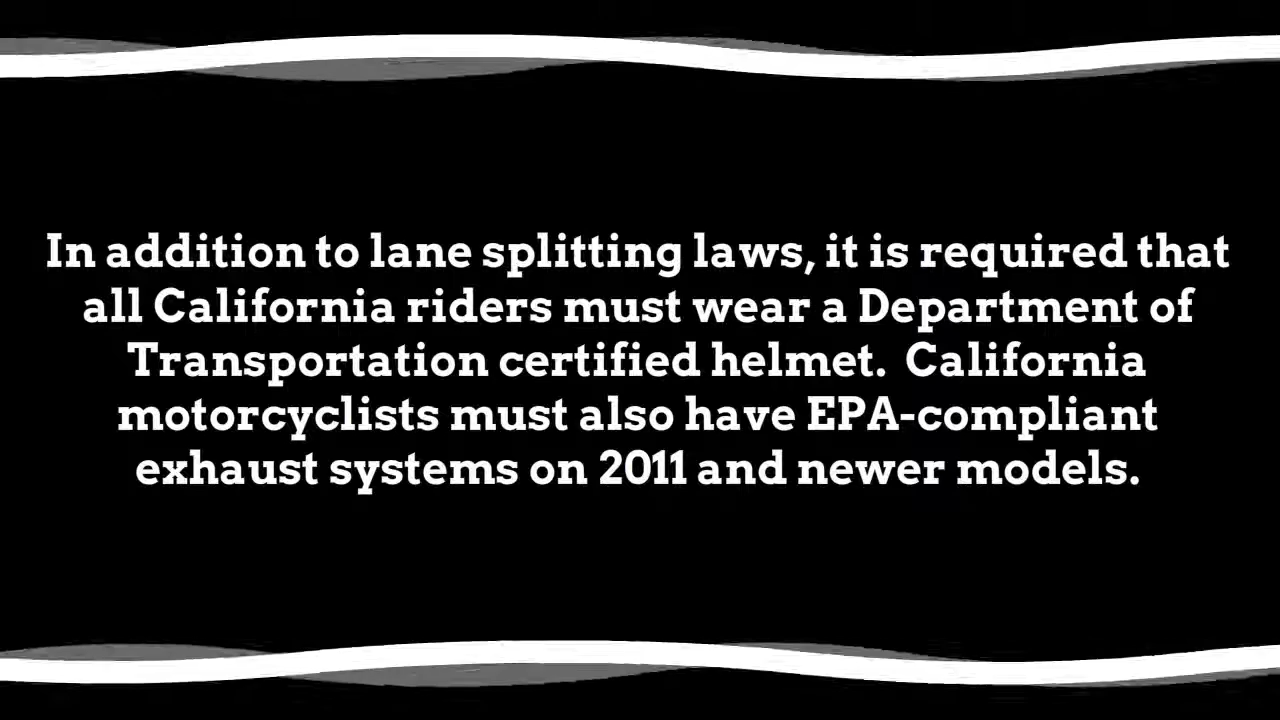 In addition to lane splitting laws, it is required that
all California riders must wear a Department of
Transportation certified helmet.  California
motorcyclists must also have EPA-compliant
exhaust systems on 2011 and newer models.